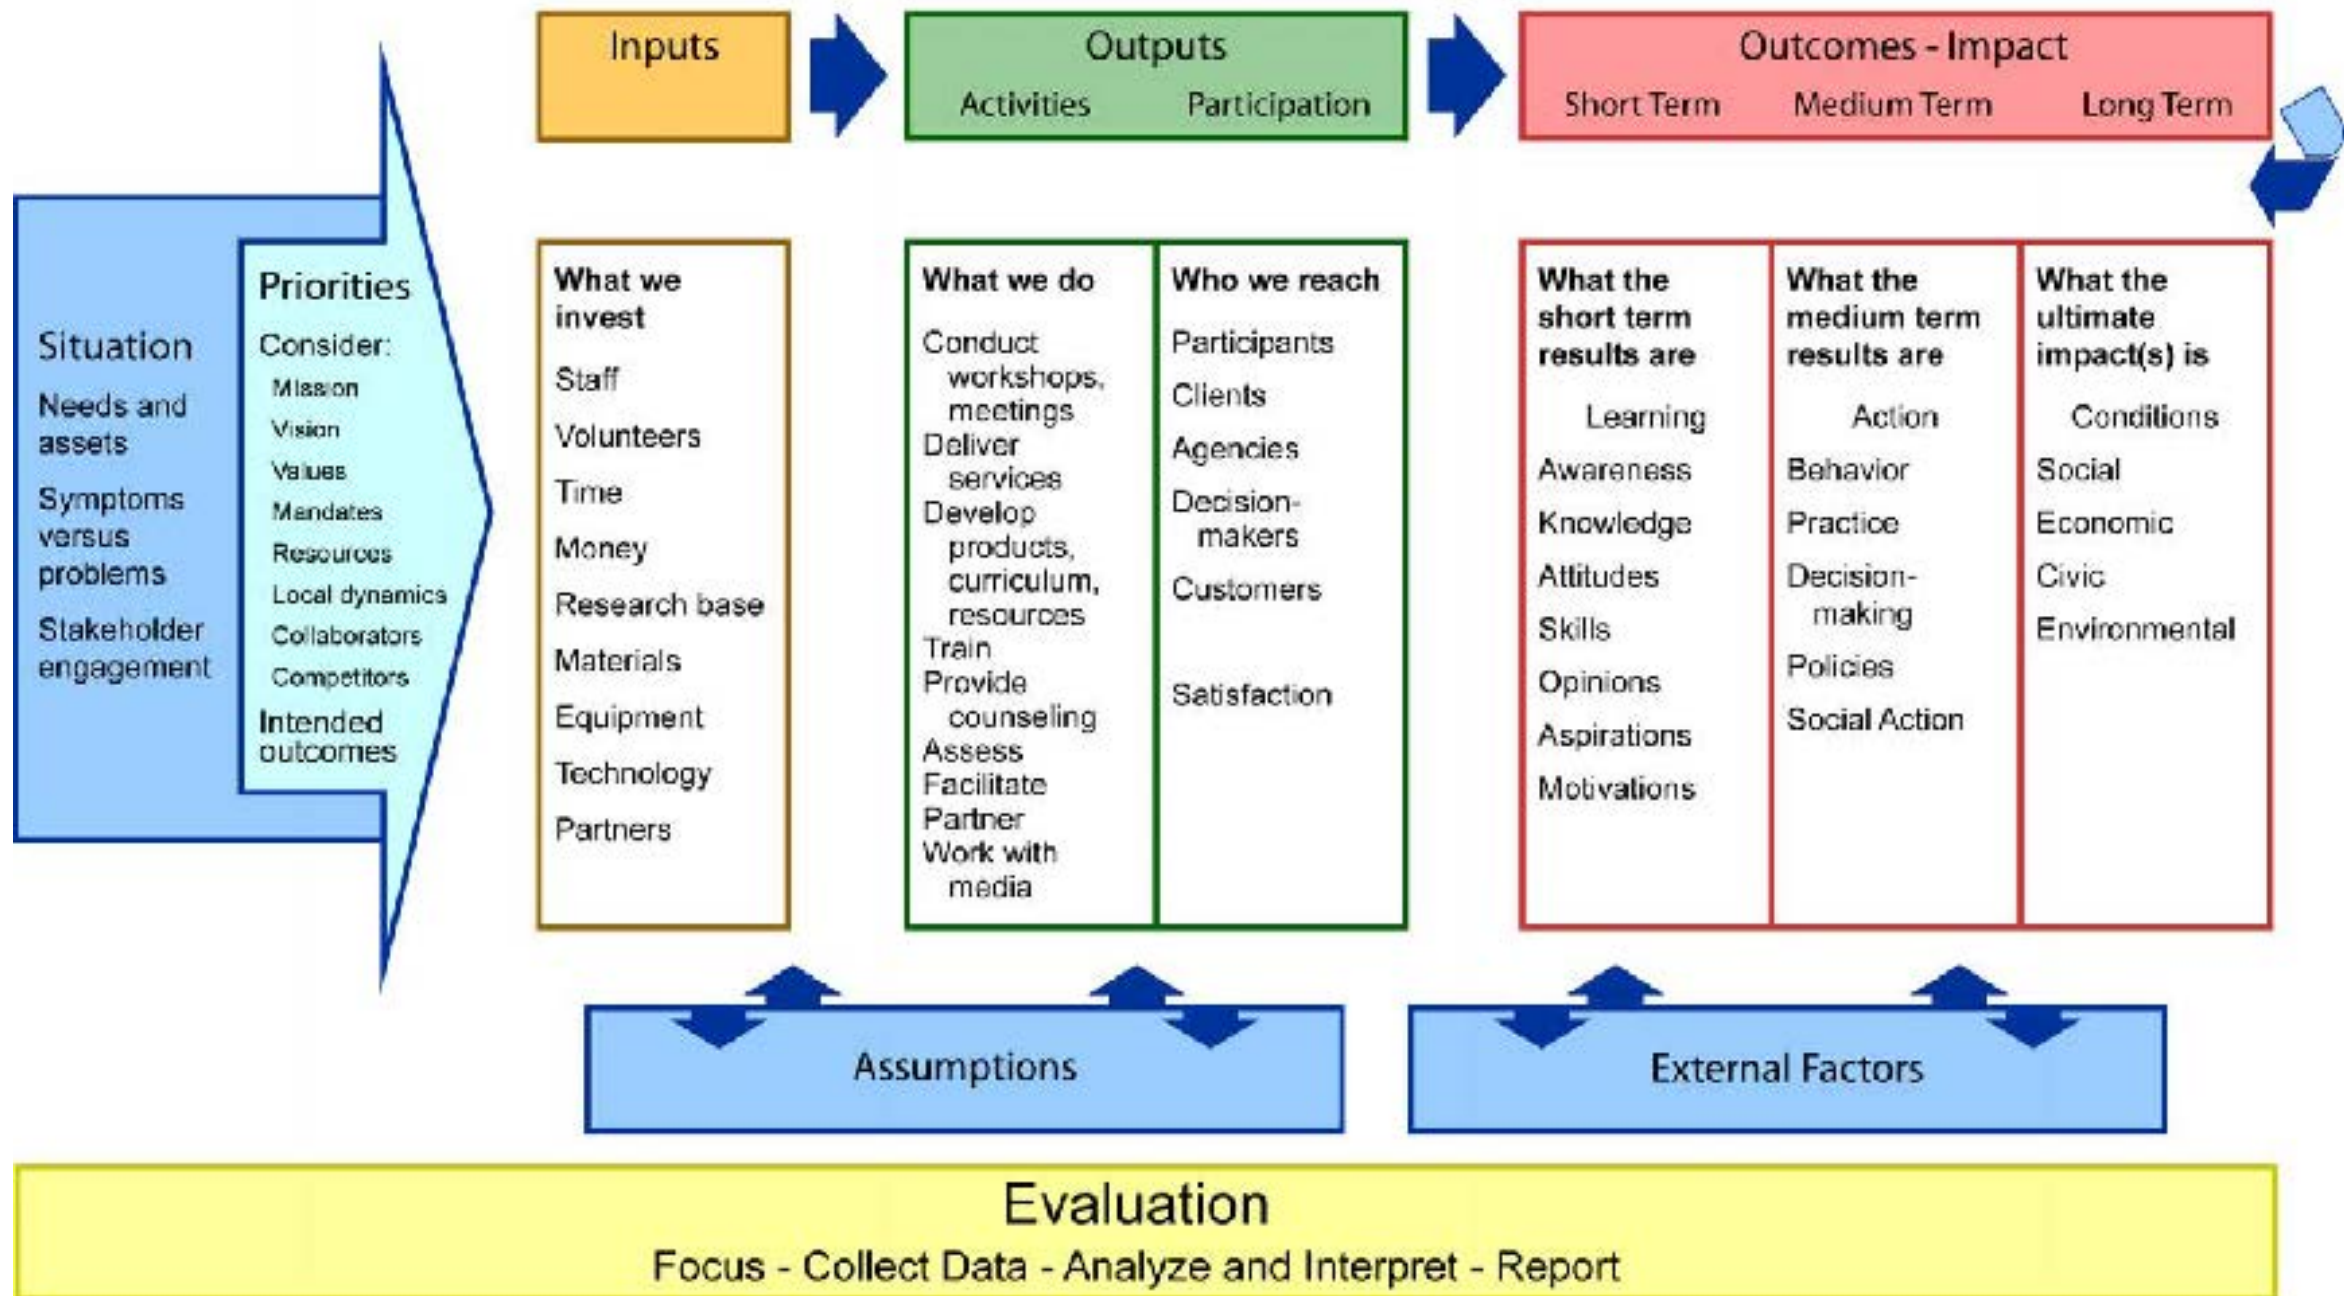 Inputs
Outputs
Activities Participation
Outcomes - Impact
Short Term Medium Term Long Term
Situation
Needs and
assets
Symptoms
versus
problems
Stakeholder
engagement
Priorities
Consider:
Mission
Vision
Values
Mandates
Resources
Local dynamics
Collaborators
Competitors
Intended
outcomes
What we
invest
Staff
Volunteers
Time
Money
Research base
Materials
Equipment
Technology
Partners
What we do
Conduct
workshops,
meetings
Deliver
services
Develop
products,
curriculum,
resources
Train
Provide
counseling
Assess
Facilitate
Partner
Work with
media
Who we reach
Participants
Clients
Agencies
Decision-
makers
Customers
Satisfaction
What the
short term
results are
Learning
Awareness
Knowledge
Attitudes
Skills
Opinions
Aspirations
Motivations
What the
medium term
results are
Action
Behavior
Practice
Decision-
making
Policies
Social Action
What the
ultimate
impact(s) is
Conditions
Social
Economic
Civic
Environmental
Assumptions
External Factors
Evaluation
Focus - Collect Data - Analyze and Interpret - Report